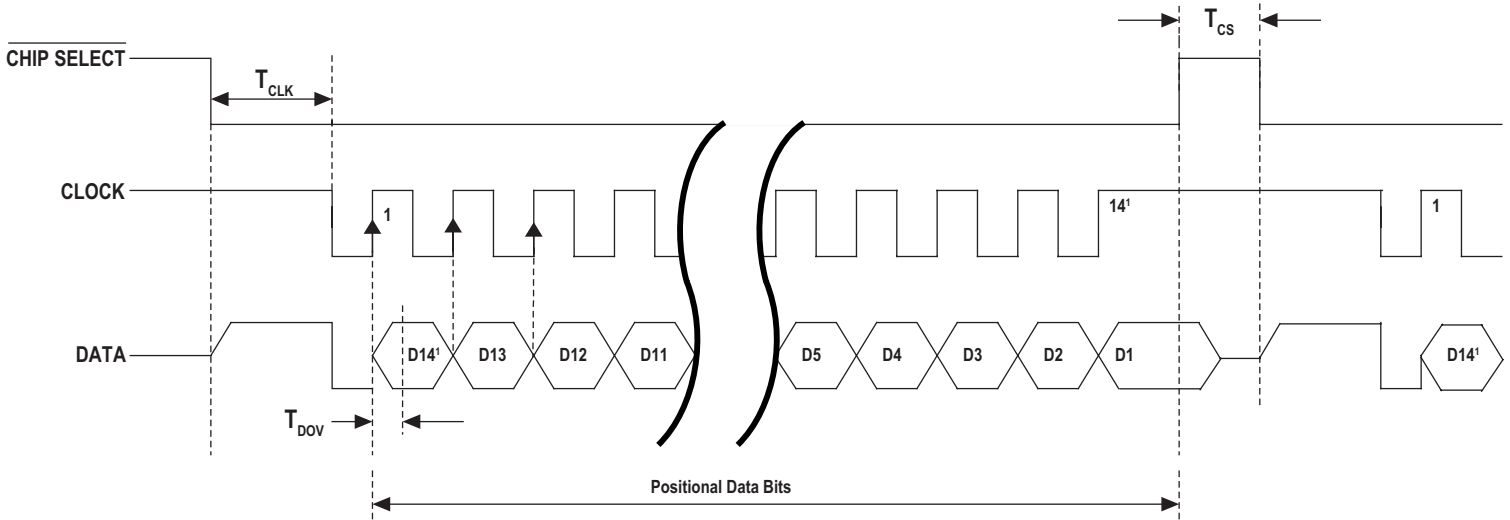 T_CS
CHIP SELECT
T_CLK
CLOCK
1
14¹
1
DATA
D14¹
D13
D12
D11
D5
D4
D3
D2
D1
D14¹
T_DOV
Positional Data Bits